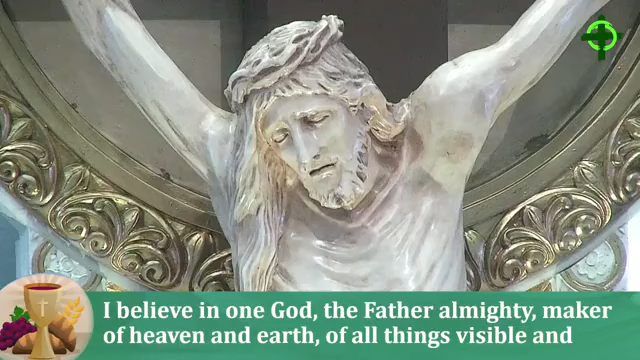 I believe in one God, the Father almighty, maker
of heaven and earth, of all things visible and